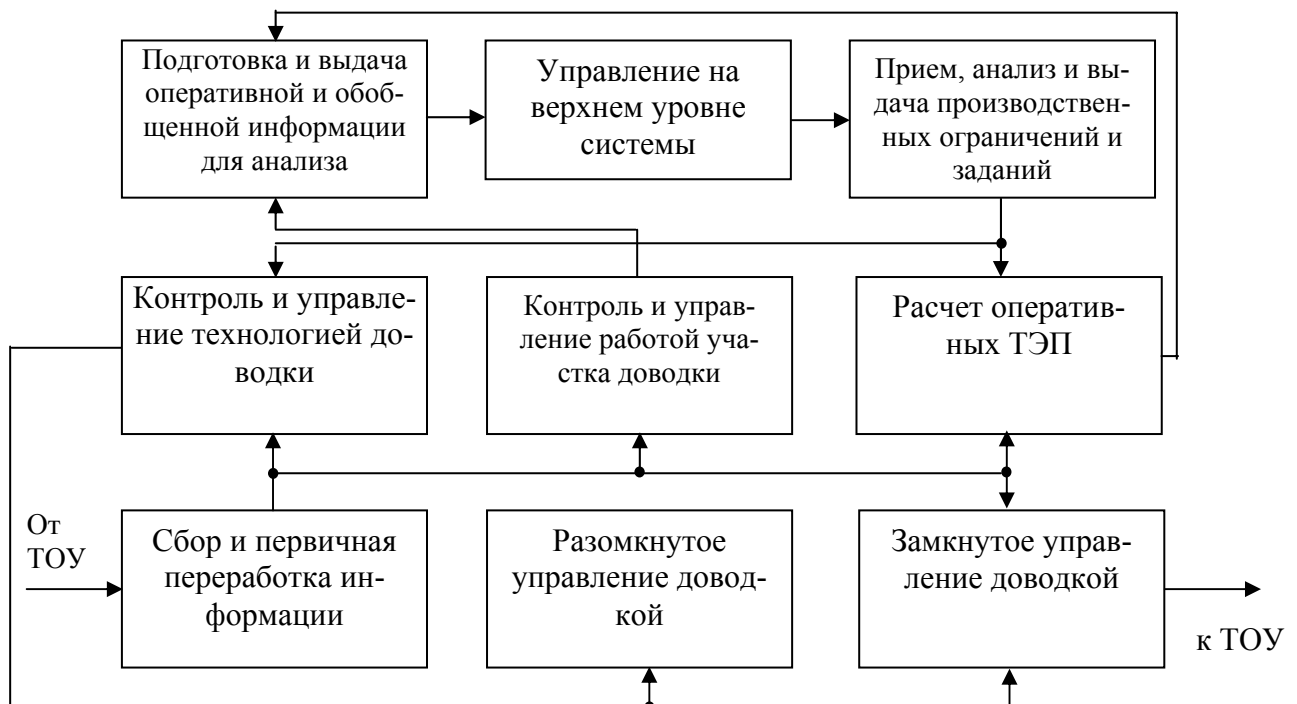 Подготовка и выдача
оперативной и обоб-
щенной информации
для анализа
Управление на
верхнем уровне
системы
Прием, анализ и вы-
дача производствен-
ных ограничений и
заданий
Контроль и управле-
ние технологией до-
водки
Контроль и управ-
ление работой уча-
стка доводки
Расчет оператив-
ных ТЭП
От
ТОУ
Сбор и первичная
переработка ин-
формации
Разомкнутое
управление довод-
кой
Замкнутое управ-
ление доводкой
к ТОУ